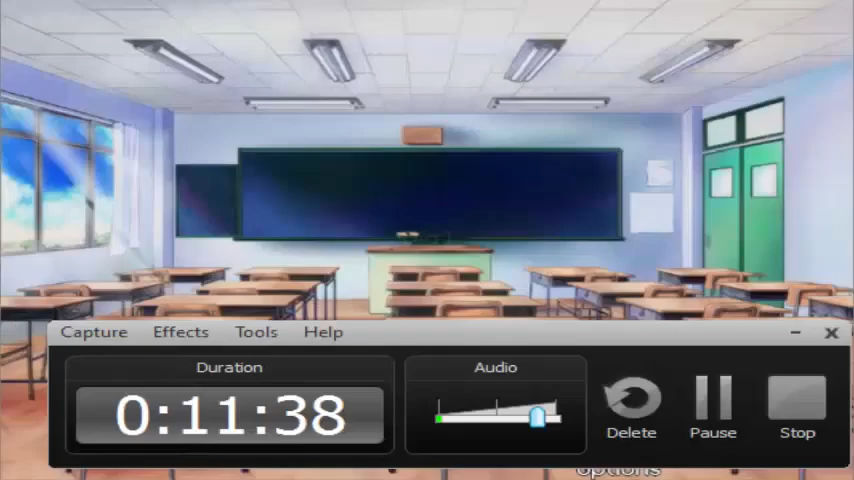 Capture Effects Tools Help
Duration
Audio
0:11:38
Delete Pause Stop
options